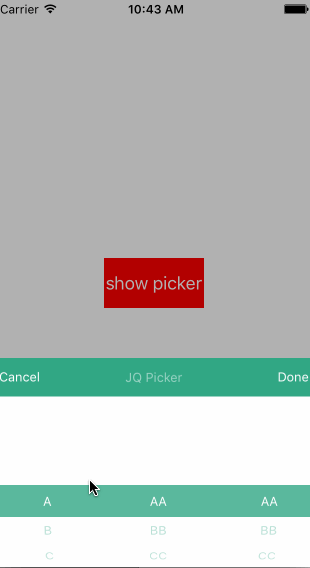 Carrier 10:43 AM
show picker
Cancel JQ Picker Done
A AA AA
B BB BB
C CC CC